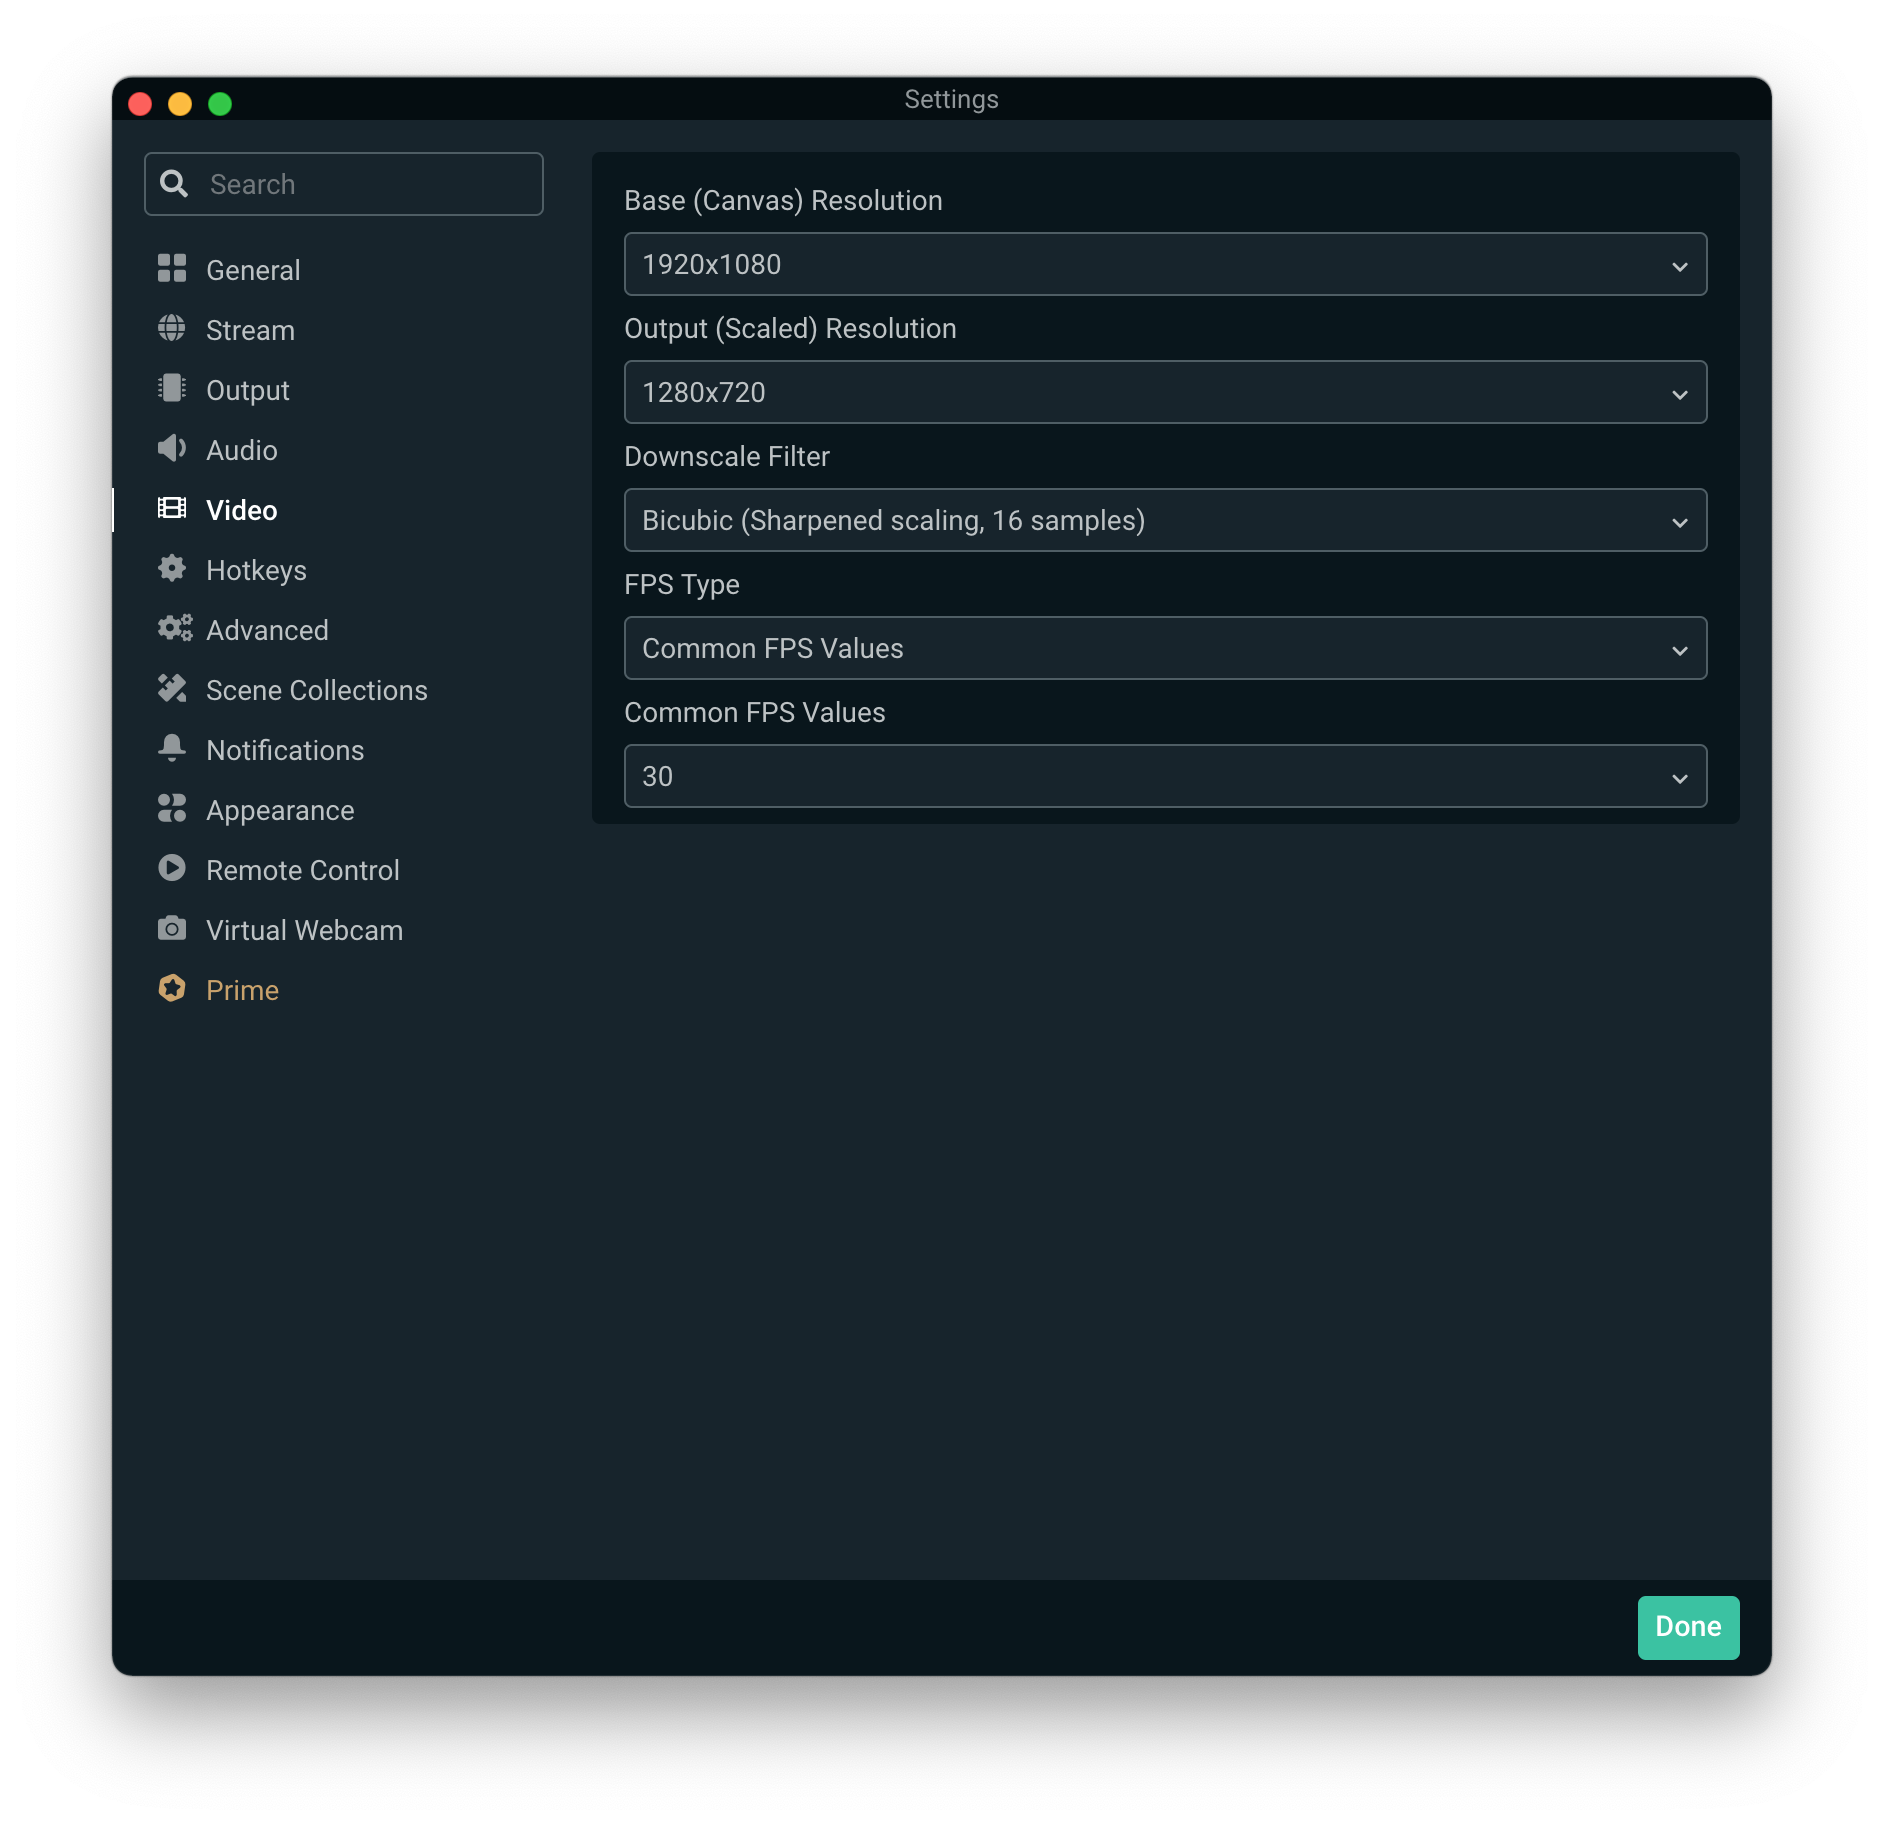 Settings
Search
General
Stream
Output
Audio
Video
Hotkeys
Advanced
Scene Collections
Notifications
Appearance
Remote Control
Virtual Webcam
Prime
Base (Canvas) Resolution
1920x1080
Output (Scaled) Resolution
1280x720
Downscale Filter
Bicubic (Sharpened scaling, 16 samples)
FPS Type
Common FPS Values
Common FPS Values
30
Done